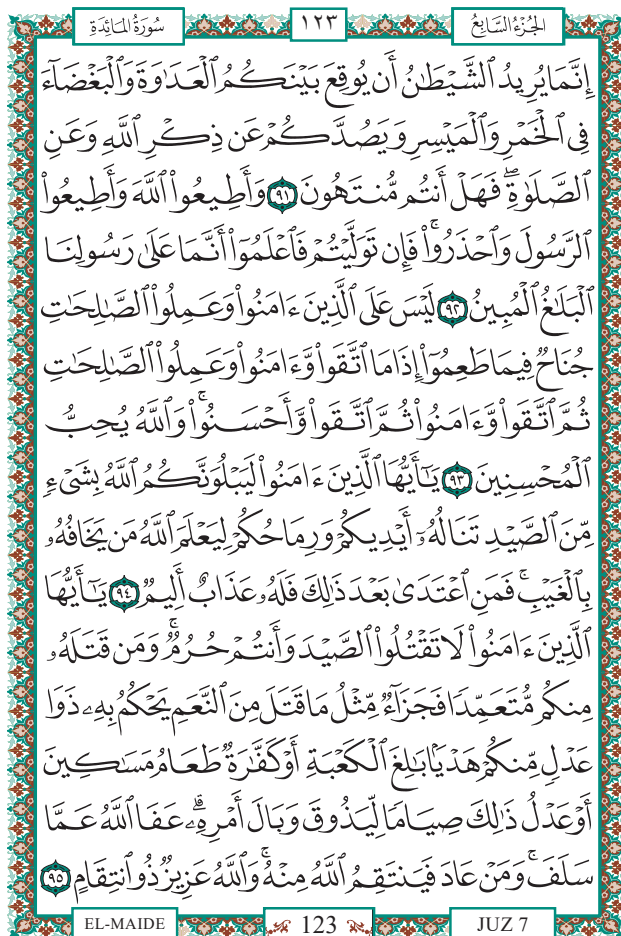 سُورَةُ المَائِدَةِ ١٢٣ الجُزْءُ السَّابِعُ
إِنَّمَا يُرِيدُ ٱلشَّيْطَٰنُ أَن يُوقِعَ بَيْنَكُمُ ٱلْعَدَٰوَةَ وَٱلْبَغْضَآءَ
فِى ٱلْخَمْرِ وَٱلْمَيْسِرِ وَيَصُدَّكُمْ عَن ذِكْرِ ٱللَّهِ وَعَنِ
ٱلصَّلَوٰةِۖ فَهَلْ أَنتُم مُّنتَهُونَ ٩١ وَأَطِيعُوا۟ ٱللَّهَ وَأَطِيعُوا۟
ٱلرَّسُولَ وَٱحْذَرُوا۟ۚ فَإِن تَوَلَّيْتُمْ فَٱعْلَمُوٓا۟ أَنَّمَا عَلَىٰ رَسُولِنَا
ٱلْبَلَٰغُ ٱلْمُبِينُ ٩٢ لَيْسَ عَلَى ٱلَّذِينَ ءَامَنُوا۟ وَعَمِلُوا۟ ٱلصَّٰلِحَٰتِ
جُنَاحٌ فِيمَا طَعِمُوٓا۟ إِذَا مَا ٱتَّقَوا۟ وَّءَامَنُوا۟ وَعَمِلُوا۟ ٱلصَّٰلِحَٰتِ
ثُمَّ ٱتَّقَوا۟ وَّءَامَنُوا۟ ثُمَّ ٱتَّقَوا۟ وَّأَحْسَنُوا۟ۚ وَٱللَّهُ يُحِبُّ
ٱلْمُحْسِنِينَ ٩٣ يَٰٓأَيُّهَا ٱلَّذِينَ ءَامَنُوا۟ لَيَبْلُوَنَّكُمُ ٱللَّهُ بِشَىْءٍ
مِّنَ ٱلصَّيْدِ تَنَالُهُۥٓ أَيْدِيكُمْ وَرِمَاحُكُمْ لِيَعْلَمَ ٱللَّهُ مَن يَخَافُهُۥ
بِٱلْغَيْبِۚ فَمَنِ ٱعْتَدَىٰ بَعْدَ ذَٰلِكَ فَلَهُۥ عَذَابٌ أَلِيمٌ ٩٤ يَٰٓأَيُّهَا
ٱلَّذِينَ ءَامَنُوا۟ لَا تَقْتُلُوا۟ ٱلصَّيْدَ وَأَنتُمْ حُرُمٌۚ وَمَن قَتَلَهُۥ
مِنكُم مُّتَعَمِّدًا فَجَزَآءٌ مِّثْلُ مَا قَتَلَ مِنَ ٱلنَّعَمِ يَحْكُمُ بِهِۦ ذَوَا
عَدْلٍ مِّنكُمْ هَدْيًۢا بَٰلِغَ ٱلْكَعْبَةِ أَوْ كَفَّٰرَةٌ طَعَامُ مَسَٰكِينَ
أَوْ عَدْلُ ذَٰلِكَ صِيَامًا لِّيَذُوقَ وَبَالَ أَمْرِهِۦۗ عَفَا ٱللَّهُ عَمَّا
سَلَفَۚ وَمَنْ عَادَ فَيَنتَقِمُ ٱللَّهُ مِنْهُۚ وَٱللَّهُ عَزِيزٌ ذُو ٱنتِقَامٍ ٩٥
EL-MAIDE 123 JUZ 7